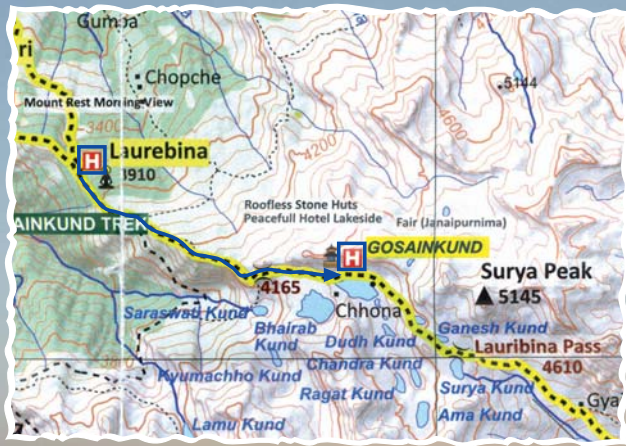 Gumba
ri
Chopche
5144
Mount Rest Morning View
3400
4600
4200
H
Laurebina
3910
Roofless Stone Huts
Peacefull Hotel Lakeside
Fair (Janaipurnima)
AINKUND TREK
H
GOSAINKUND
Surya Peak
5145
4165
Chhona
Saraswati Kund
Bhairab
Kund
Dudh Kund
Ganesh Kund
Lauribina Pass
4610
Chandra Kund
Kyumachho Kund
Ragat Kund
Surya Kund
Gya
Ama Kund
Lamu Kund